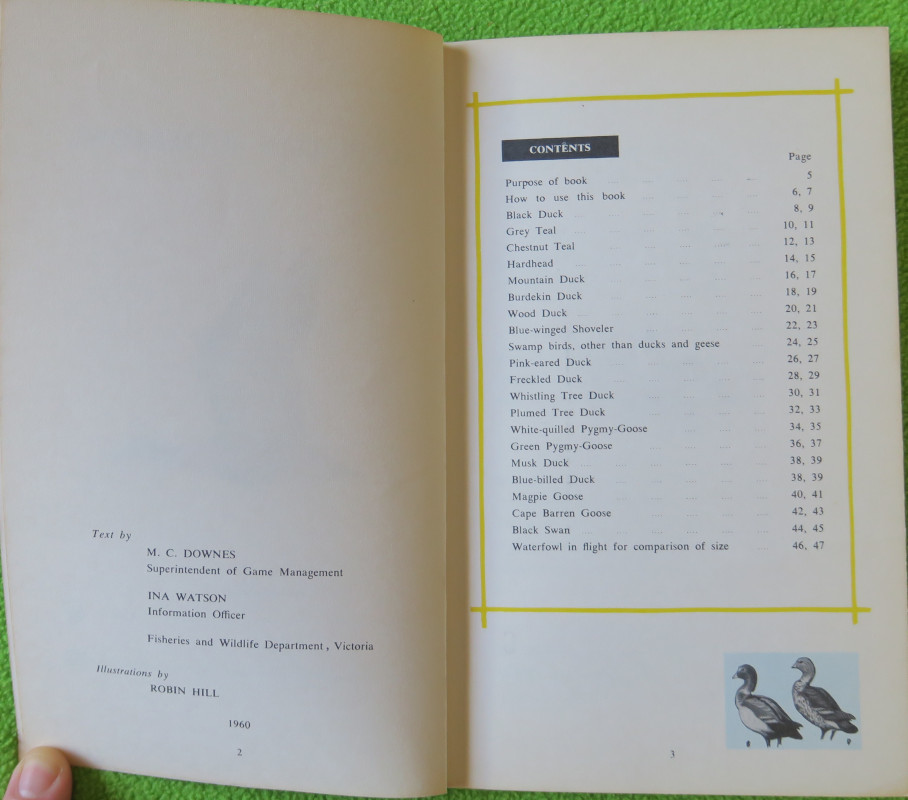 Text by
M. C. DOWNES
Superintendent of Game Management
INA WATSON
Information Officer
Fisheries and Wildlife Department, Victoria
Illustrations by
ROBIN HILL
1960
2
CONTENTS
Page
Purpose of book 5
How to use this book 6, 7
Black Duck 8, 9
Grey Teal 10, 11
Chestnut Teal 12, 13
Hardhead 14, 15
Mountain Duck 16, 17
Burdekin Duck 18, 19
Wood Duck 20, 21
Blue-winged Shoveler 22, 23
Swamp birds, other than ducks and geese 24, 25
Pink-eared Duck 26, 27
Freckled Duck 28, 29
Whistling Tree Duck 30, 31
Plumed Tree Duck 32, 33
White-quilled Pygmy-Goose 34, 35
Green Pygmy-Goose 36, 37
Musk Duck 38, 39
Blue-billed Duck 38, 39
Magpie Goose 40, 41
Cape Barren Goose 42, 43
Black Swan 44, 45
Waterfowl in flight for comparison of size 46, 47
3